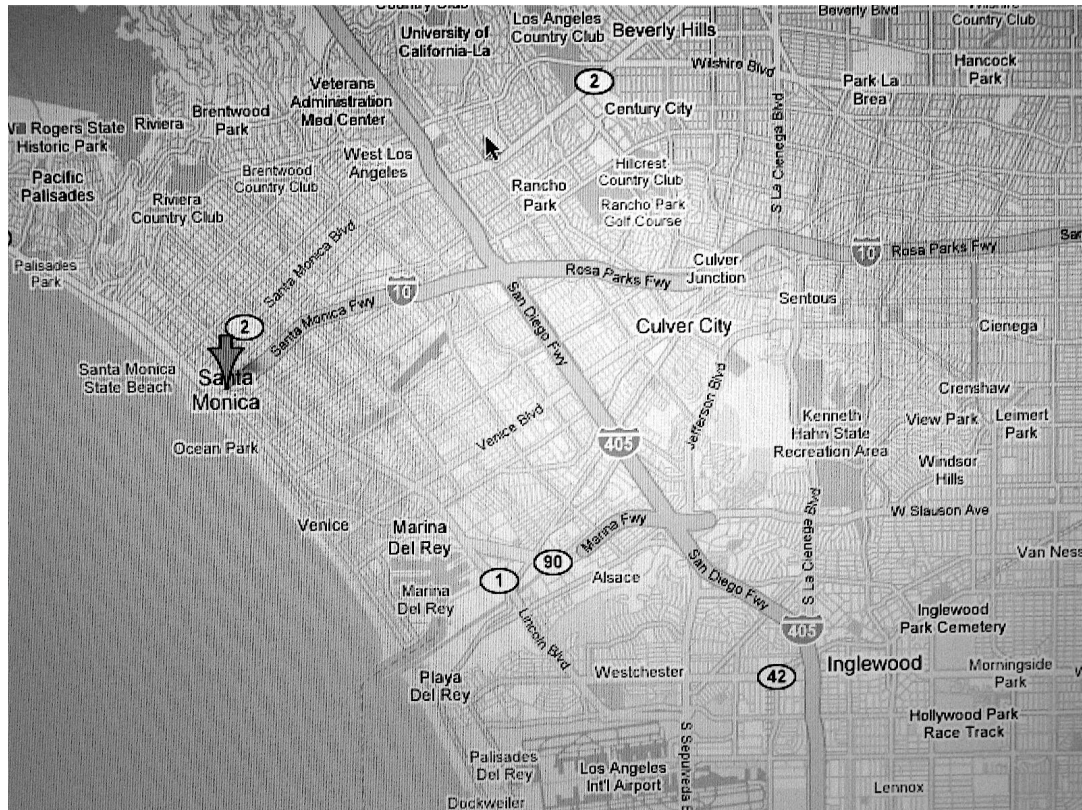 Country Club
Los Angeles
Country Club
University of
California-La
Beverly Hills
Beverly Blvd
Wilshire
Country Club
Wilshire Blvd
Hancock
Park
2
Park La
Brea
Century City
Veterans
Administration
Med Center
Brentwood
Park
Riviera
Will Rogers State
Historic Park
West Los
Angeles
Brentwood
Country Club
Hillcrest
Country Club
S La Cienega Blvd
Pacific
Palisades
Riviera
Country Club
Rancho
Park
Rancho Park
Golf Course
Santa Monica Blvd
Palisades
Park
Culver
Junction
10
Rosa Parks Fwy
Rosa Parks Fwy
10
Santa Monica Fwy
San Diego Fwy
Sentous
Culver City
Cienega
2
Santa Monica
State Beach
Santa
Monica
Jefferson Blvd
Crenshaw
Venice Blvd
405
Kenneth
Hahn State
Recreation Area
View Park
Leimert
Park
Ocean Park
Windsor
Hills
Venice
Marina
Del Rey
Marina Fwy
S La Cienega Blvd
W Slauson Ave
90
Van Ness
1
Alsace
San Diego Fwy
Marina
Del Rey
Lincoln Blvd
Inglewood
Park Cemetery
405
Inglewood
Westchester
42
Morningside
Park
Playa
Del Rey
Hollywood Park
Race Track
S Sepulveda B
Palisades
Del Rey
Los Angeles
Int'l Airport
Lennox
Dockweiler